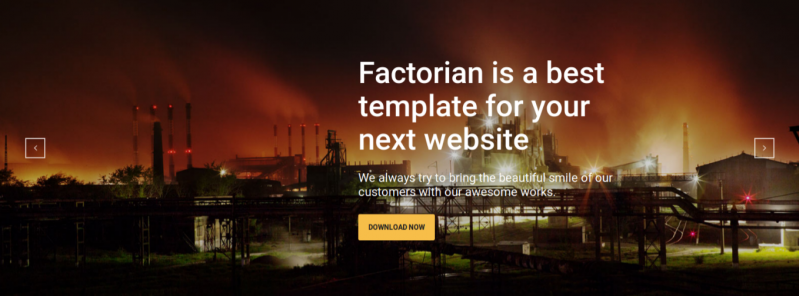 Factorian is a best
template for your
next website
We always try to bring the beautiful smile of our
customers with our awesome works.
DOWNLOAD NOW